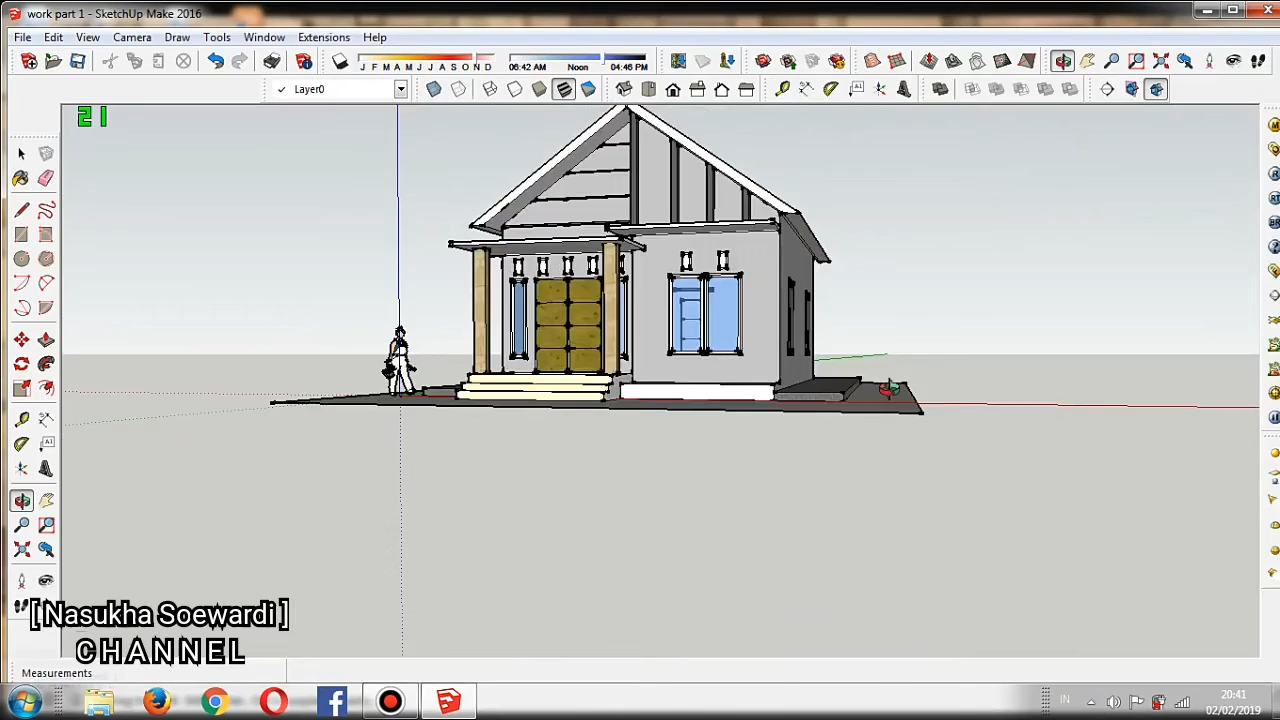 work part 1 - SketchUp Make 2016
File Edit View Camera Draw Tools Window Extensions Help
J F M A M J J A S O N D 06:42 AM Noon 04:46 PM
Layer0
21
[ Nasukha Soewardi ]
CHANNEL
Measurements
IN
20:41
02/02/2019